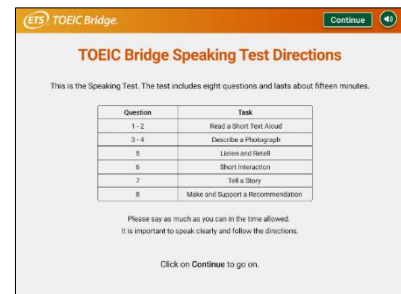 ETS TOEIC Bridge.
Continue
TOEIC Bridge Speaking Test Directions
This is the Speaking Test. The test includes eight questions and lasts about fifteen minutes.
Question Task
1 - 2 Read a Short Text Aloud
3 - 4 Describe a Photograph
5 Listen and Retell
6 Short Interaction
7 Tell a Story
8 Make and Support a Recommendation
Please say as much as you can in the time allowed.
It is important to speak clearly and follow the directions.
Click on Continue to go on.